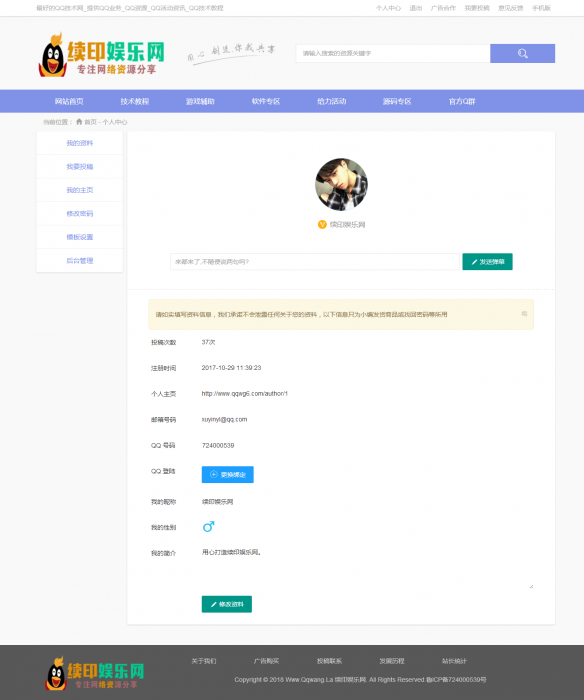 最好的QQ技术网_提供QQ业务_QQ资源_QQ活动资讯_QQ技术教程
个人中心 退出 广告合作 我要投稿 意见反馈 手机版
续印娱乐网
专注网络资源分享
用心 创造 你我共享
请输入搜索的资源关键字
网站首页 技术教程 游戏辅助 软件专区 给力活动 源码专区 官方Q群
当前位置： 首页 - 个人中心
我的资料
我要投稿
我的主页
修改密码
模板设置
后台管理
续印娱乐网
来都来了,不随便说两句吗?
发送弹幕
请如实填写资料信息，我们承诺不会泄露任何关于您的资料，以下信息只为小编发货商品或找回密码等所用
投稿次数 37次
注册时间 2017-10-29 11:39:23
个人主页 http://www.qqwg6.com/author/1
邮箱号码 xuyinyl@qq.com
QQ 号码 724000539
QQ 登陆 更换绑定
我的昵称 续印娱乐网
我的性别
我的简介 用心打造续印娱乐网。
修改资料
续印娱乐网
专注网络资源分享
关于我们 广告购买 投稿联系 发展历程 站长统计
Copyright © 2018 Www.Qqwang.La 续印娱乐网. All Rights Reserved.鲁ICP备724000539号